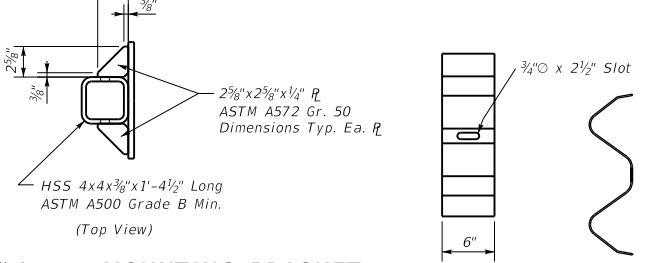 3/8"
2 5/8"
3/8"
3/4"∅ x 2 1/2" Slot
2 5/8"x2 5/8"x1/4" ⅊
ASTM A572 Gr. 50
Dimensions Typ. Ea. ⅊
HSS 4x4x3/8"x1'-4 1/2" Long
ASTM A500 Grade B Min.
(Top View)
6"